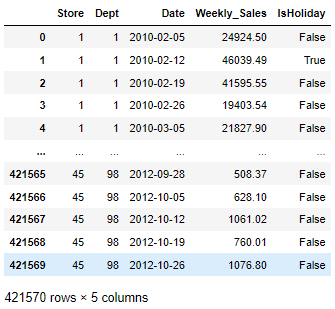 Store Dept Date Weekly_Sales IsHoliday
0 1 1 2010-02-05 24924.50 False
1 1 1 2010-02-12 46039.49 True
2 1 1 2010-02-19 41595.55 False
3 1 1 2010-02-26 19403.54 False
4 1 1 2010-03-05 21827.90 False
... ... ... ... ... ...
421565 45 98 2012-09-28 508.37 False
421566 45 98 2012-10-05 628.10 False
421567 45 98 2012-10-12 1061.02 False
421568 45 98 2012-10-19 760.01 False
421569 45 98 2012-10-26 1076.80 False
421570 rows × 5 columns